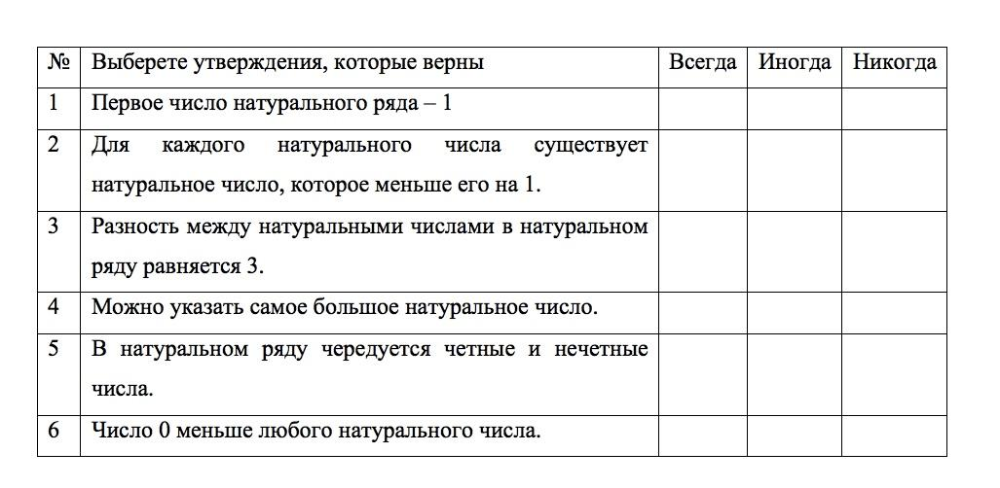 № Выберете утверждения, которые верны Всегда Иногда Никогда
1 Первое число натурального ряда – 1
2 Для каждого натурального числа существует
натуральное число, которое меньше его на 1.
3 Разность между натуральными числами в натуральном
ряду равняется 3.
4 Можно указать самое большое натуральное число.
5 В натуральном ряду чередуется четные и нечетные
числа.
6 Число 0 меньше любого натурального числа.